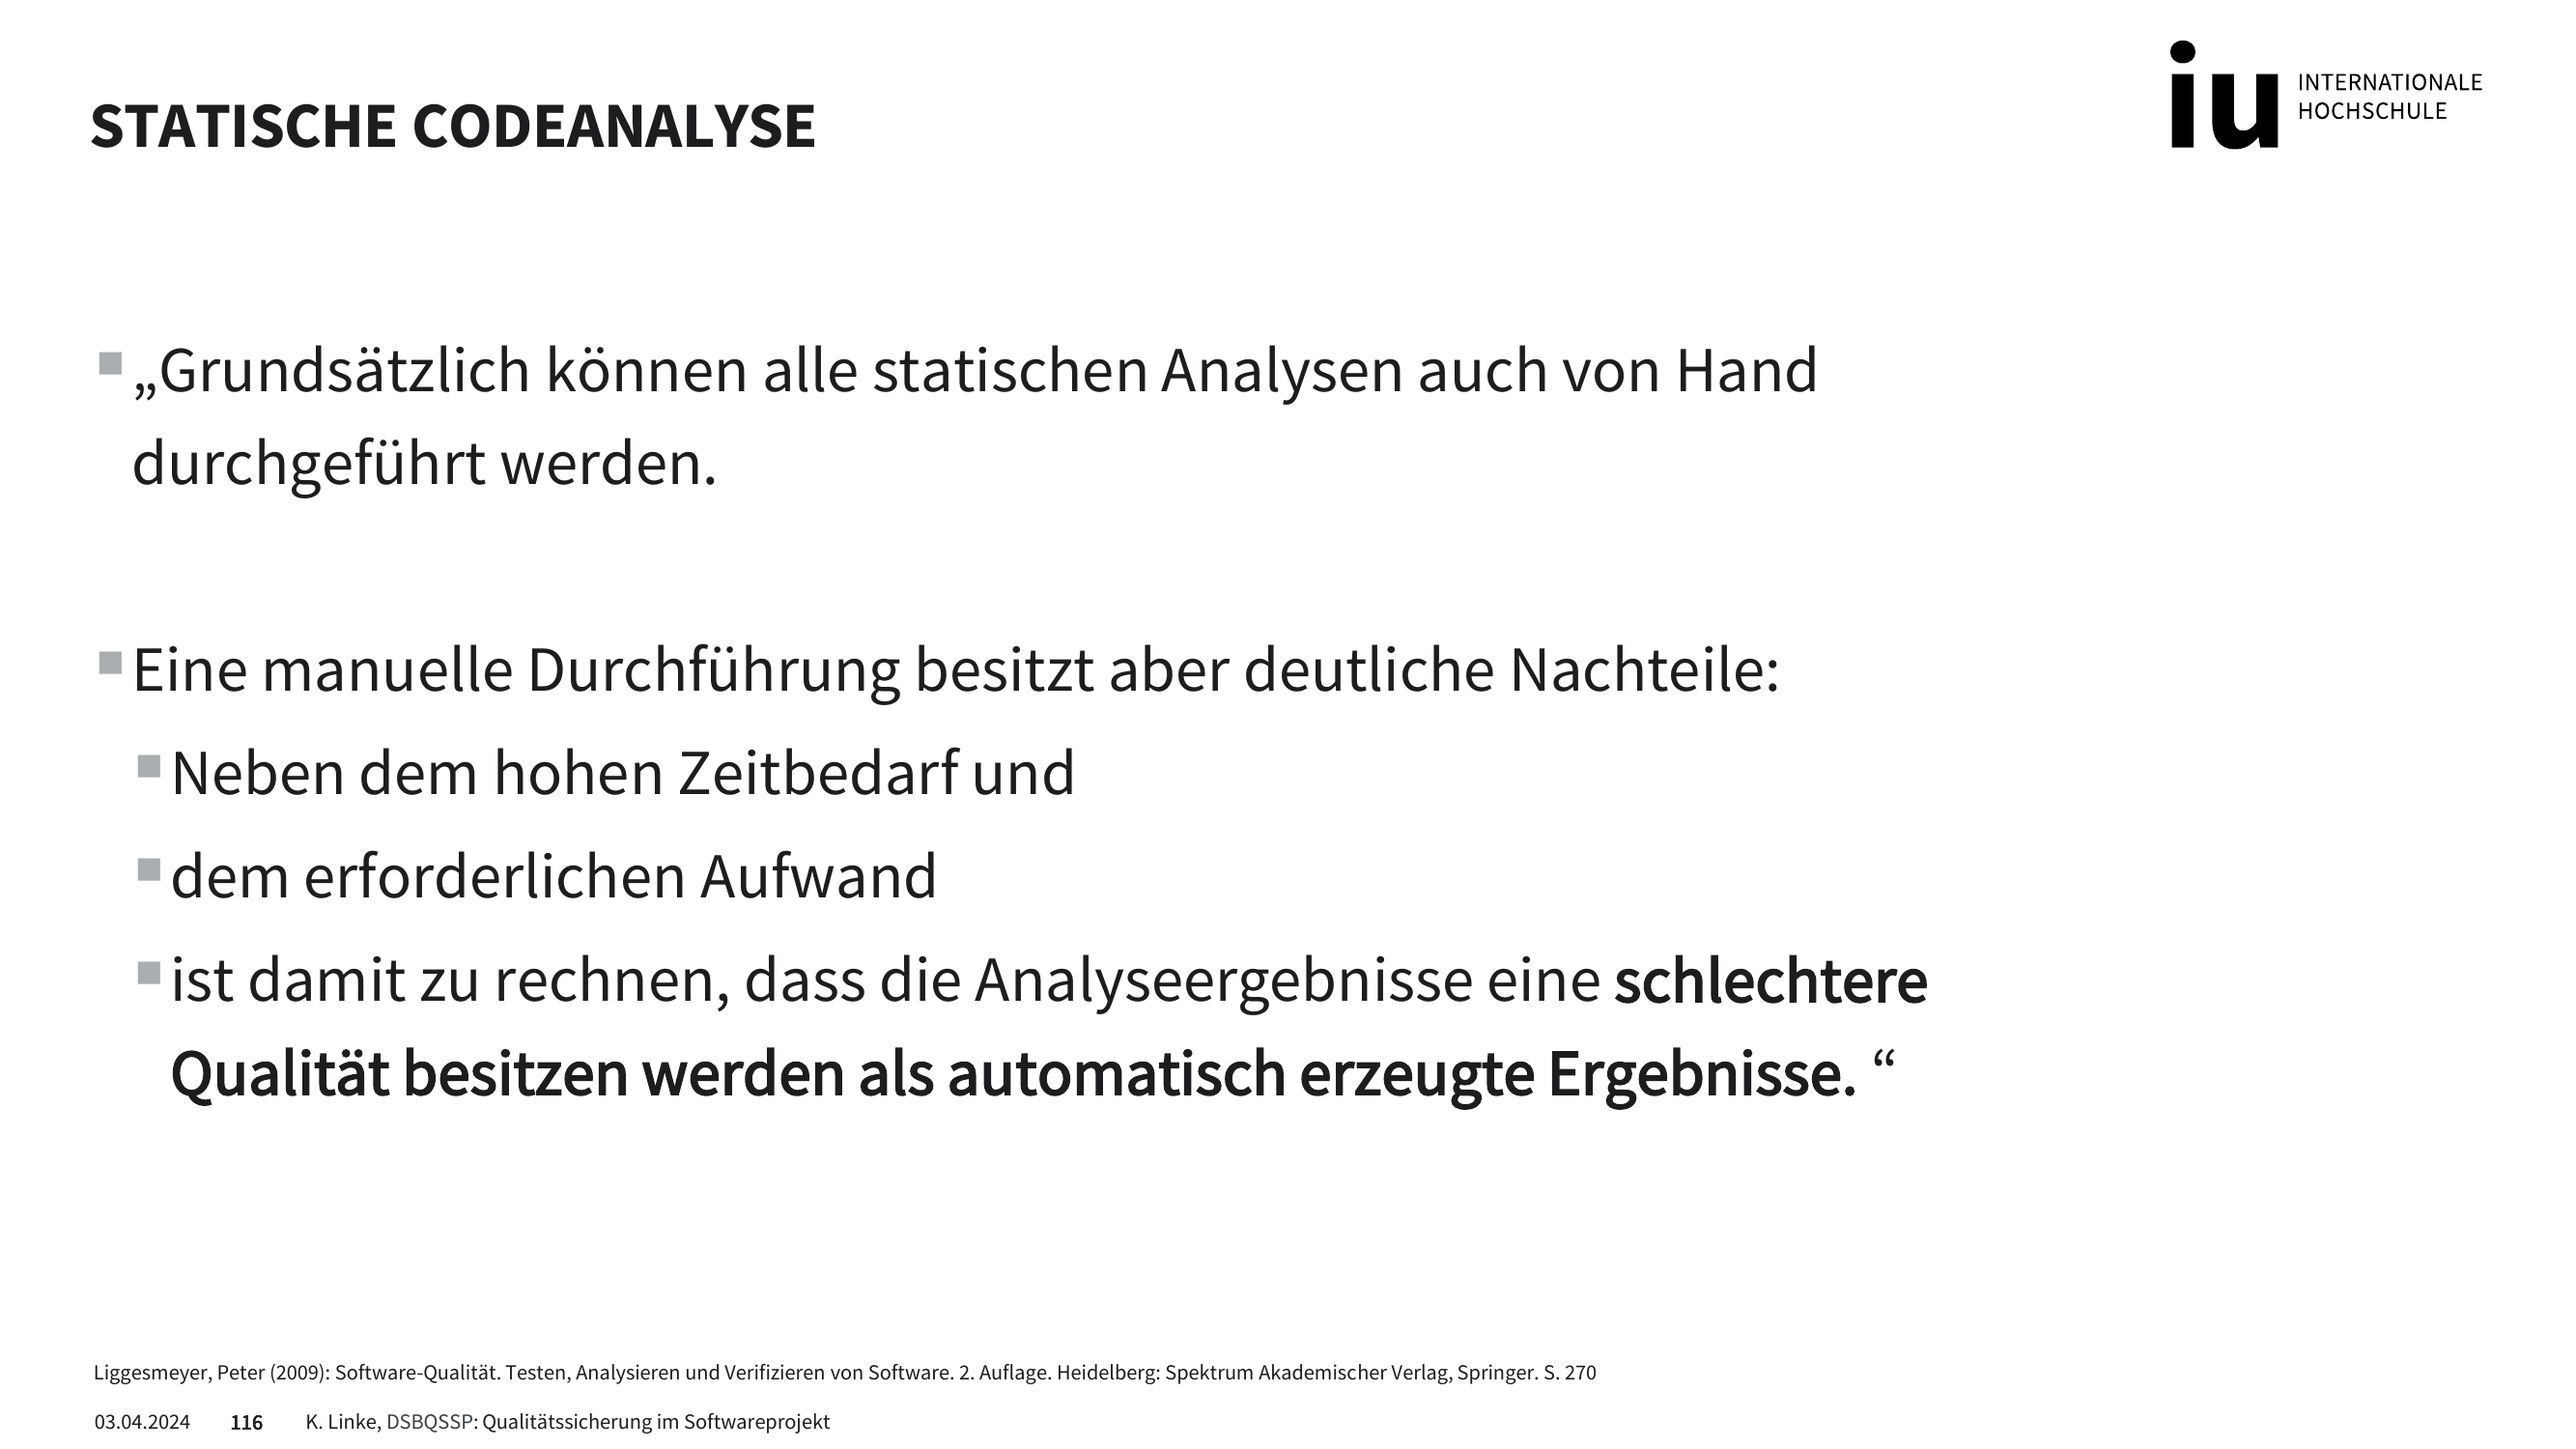 STATISCHE CODEANALYSE
iu INTERNATIONALE
HOCHSCHULE
„Grundsätzlich können alle statischen Analysen auch von Hand
durchgeführt werden.
Eine manuelle Durchführung besitzt aber deutliche Nachteile:
Neben dem hohen Zeitbedarf und
dem erforderlichen Aufwand
ist damit zu rechnen, dass die Analyseergebnisse eine schlechtere
Qualität besitzen werden als automatisch erzeugte Ergebnisse. “
Liggesmeyer, Peter (2009): Software-Qualität. Testen, Analysieren und Verifizieren von Software. 2. Auflage. Heidelberg: Spektrum Akademischer Verlag, Springer. S. 270
03.04.2024 116 K. Linke, DSBQSSP: Qualitätssicherung im Softwareprojekt